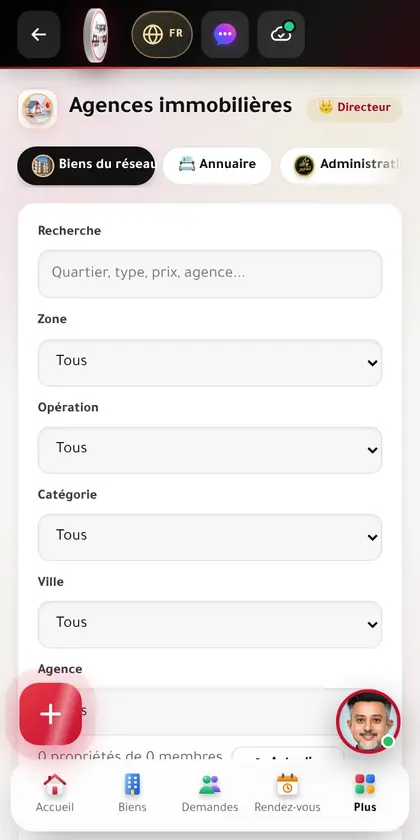 FR
Agences immobilières
Directeur
Biens du réseau
Annuaire
Administrati
Recherche
Quartier, type, prix, agence...
Zone
Tous
Opération
Tous
Catégorie
Tous
Ville
Tous
Agence
s
0 propriétés de 0 membres
Accueil
Biens
Demandes
Rendez-vous
Plus